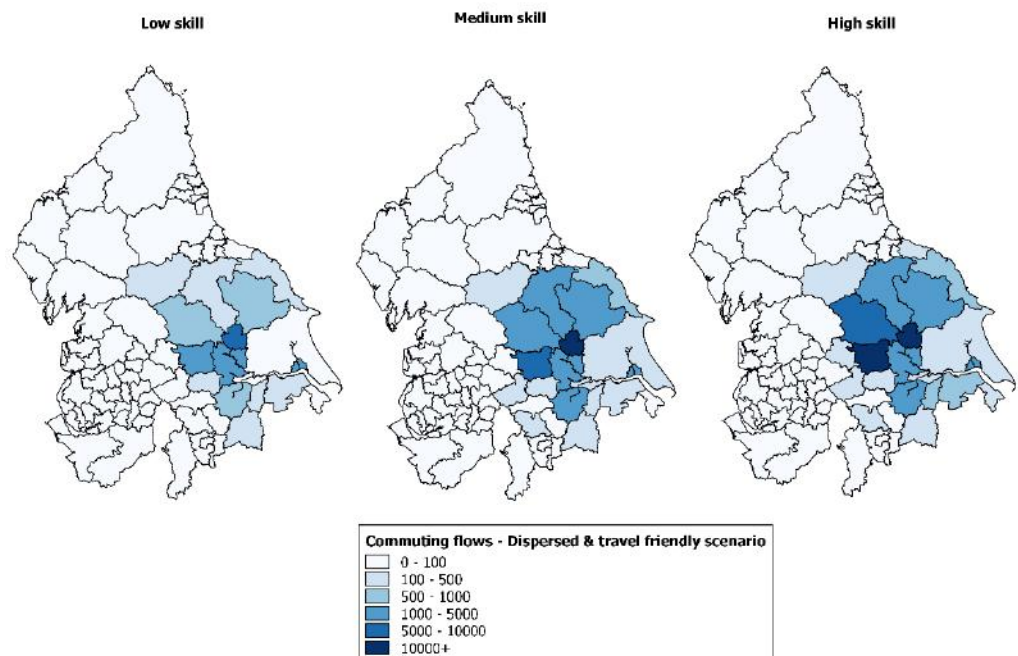 Low skill
Medium skill
High skill
Commuting flows - Dispersed & travel friendly scenario
0 - 100
100 - 500
500 - 1000
1000 - 5000
5000 - 10000
10000+